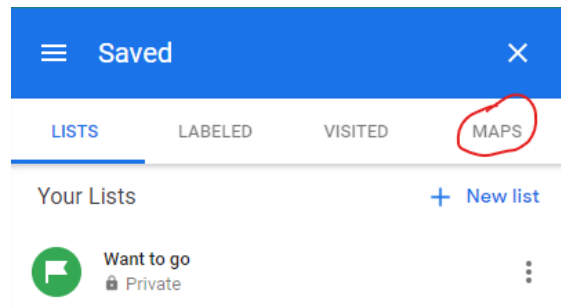 Saved
LISTS LABELED VISITED MAPS
Your Lists + New list
Want to go
Private